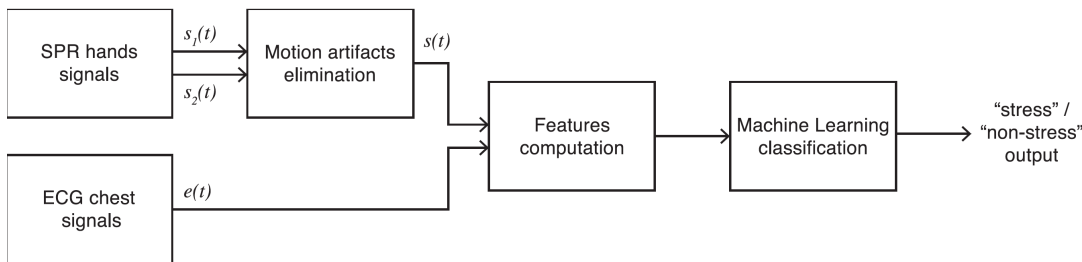 SPR hands
signals
s1(t)
s2(t)
Motion artifacts
elimination
s(t)
ECG chest
signals
e(t)
Features
computation
Machine Learning
classification
“stress” /
“non-stress”
output